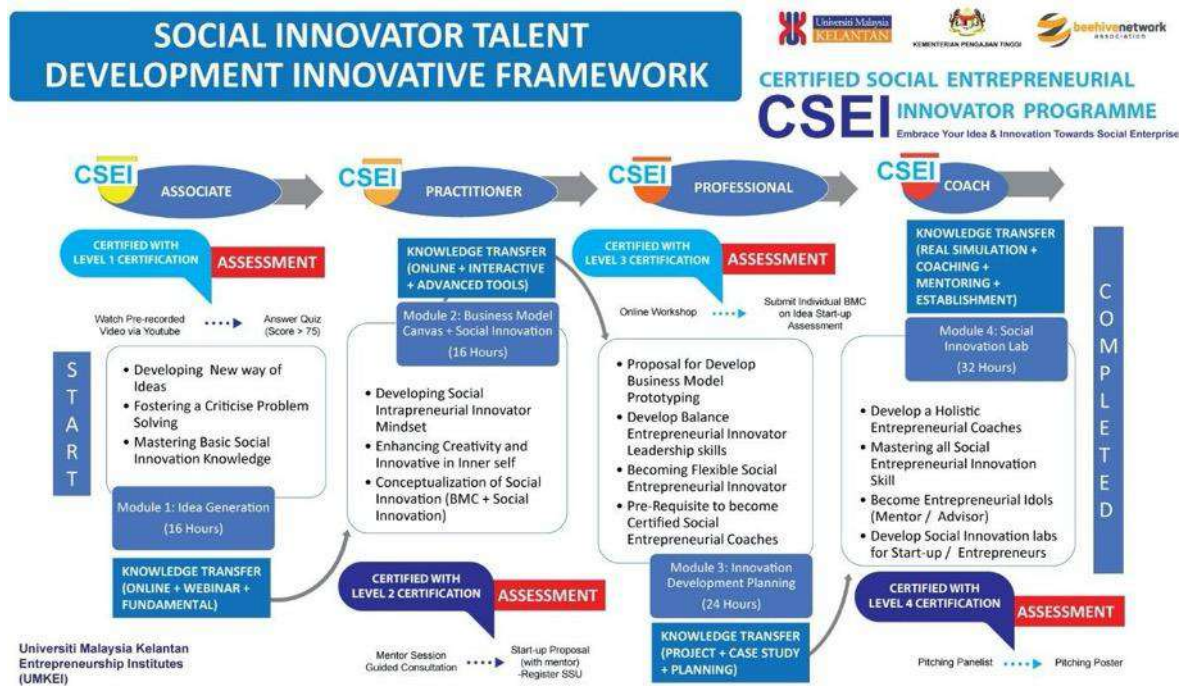 SOCIAL INNOVATOR TALENT
DEVELOPMENT INNOVATIVE FRAMEWORK
Universiti Malaysia
KELANTAN
KEMENTERIAN PENGAJIAN TINGGI
beehivenetwork
association
CERTIFIED SOCIAL ENTREPRENEURIAL
CSEI INNOVATOR PROGRAMME
Embrace Your Idea & Innovation Towards Social Enterprise
CSEI
ASSOCIATE
CSEI
PRACTITIONER
CSEI
PROFESSIONAL
CSEI
COACH
START
CERTIFIED WITH
LEVEL 1 CERTIFICATION
ASSESSMENT
Watch Pre-recorded
Video via Youtube
Answer Quiz
(Score > 75)
• Developing New way of
Ideas
• Fostering a Criticise Problem
Solving
• Mastering Basic Social
Innovation Knowledge
Module 1: Idea Generation
(16 Hours)
KNOWLEDGE TRANSFER
(ONLINE + WEBINAR +
FUNDAMENTAL)
KNOWLEDGE TRANSFER
(ONLINE + INTERACTIVE
+ ADVANCED TOOLS)
Module 2: Business Model
Canvas + Social Innovation
(16 Hours)
• Developing Social
Intrapreneurial Innovator
Mindset
• Enhancing Creativity and
Innovative in Inner self
• Conceptualization of Social
Innovation (BMC + Social
Innovation)
CERTIFIED WITH
LEVEL 2 CERTIFICATION
ASSESSMENT
Mentor Session
Guided Consultation
Start-up Proposal
(with mentor)
-Register SSU
CERTIFIED WITH
LEVEL 3 CERTIFICATION
ASSESSMENT
Online Workshop
Submit Individual BMC
on Idea Start-up
Assessment
• Proposal for Develop
Business Model
Prototyping
• Develop Balance
Entrepreneurial Innovator
Leadership skills
• Becoming Flexible Social
Entrepreneurial Innovator
• Pre-Requisite to become
Certified Social
Entrepreneurial Coaches
Module 3: Innovation
Development Planning
(24 Hours)
KNOWLEDGE TRANSFER
(PROJECT + CASE STUDY
+ PLANNING)
KNOWLEDGE TRANSFER
(REAL SIMULATION +
COACHING +
MENTORING +
ESTABLISHMENT)
Module 4: Social
Innovation Lab
(32 Hours)
• Develop a Holistic
Entrepreneurial Coaches
• Mastering all Social
Entrepreneurial Innovation
Skill
• Become Entrepreneurial Idols
(Mentor / Advisor)
• Develop Social Innovation labs
for Start-up / Entrepreneurs
CERTIFIED WITH
LEVEL 4 CERTIFICATION
ASSESSMENT
Pitching Panelist
Pitching Poster
COMPLETED
Universiti Malaysia Kelantan
Entrepreneurship Institutes
(UMKEI)